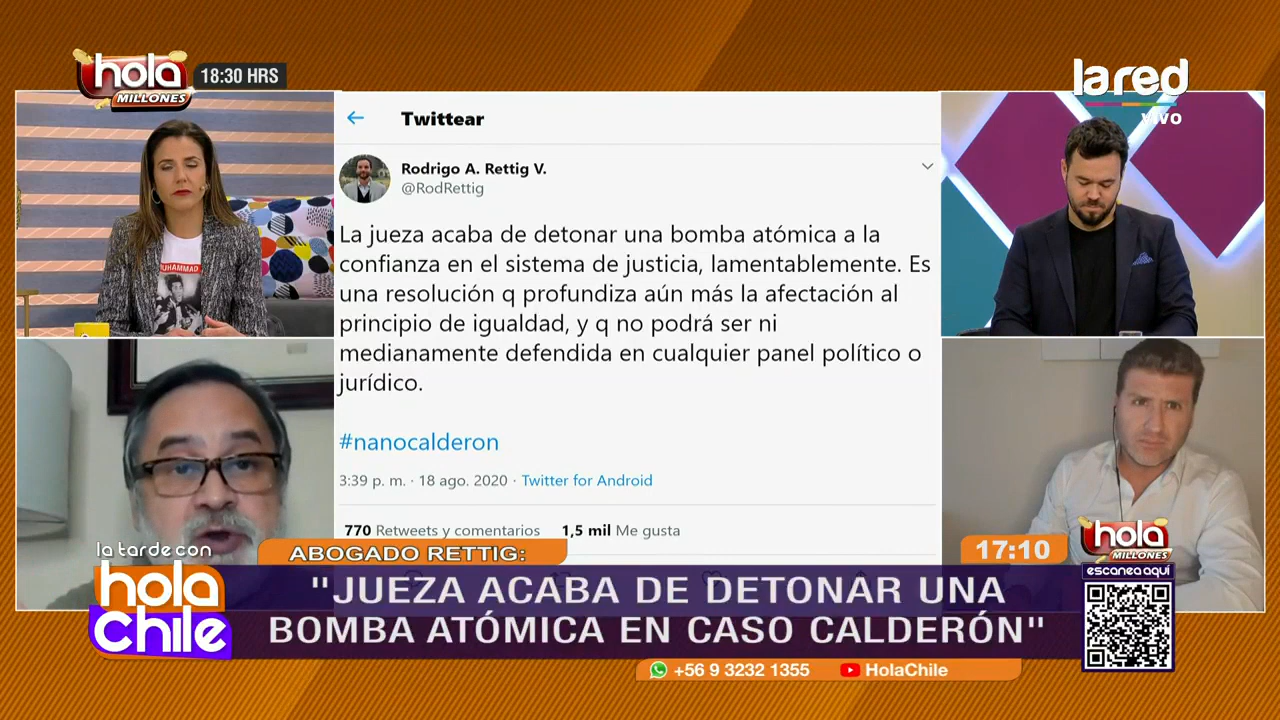 hola
MILLONES
18:30 HRS
la red
vivo
Twittear
Rodrigo A. Rettig V.
@RodRettig
La jueza acaba de detonar una bomba atómica a la
confianza en el sistema de justicia, lamentablemente. Es
una resolución q profundiza aún más la afectación al
principio de igualdad, y q no podrá ser ni
medianamente defendida en cualquier panel político o
jurídico.
#nanocalderon
3:39 p. m. · 18 ago. 2020 · Twitter for Android
770 Retweets y comentarios 1,5 mil Me gusta
MUHAMMAD
la tarde con
hola
chile
ABOGADO RETTIG:
"JUEZA ACABA DE DETONAR UNA
BOMBA ATÓMICA EN CASO CALDERÓN"
17:10
hola
MILLONES
escanea aquí
+56 9 3232 1355
HolaChile